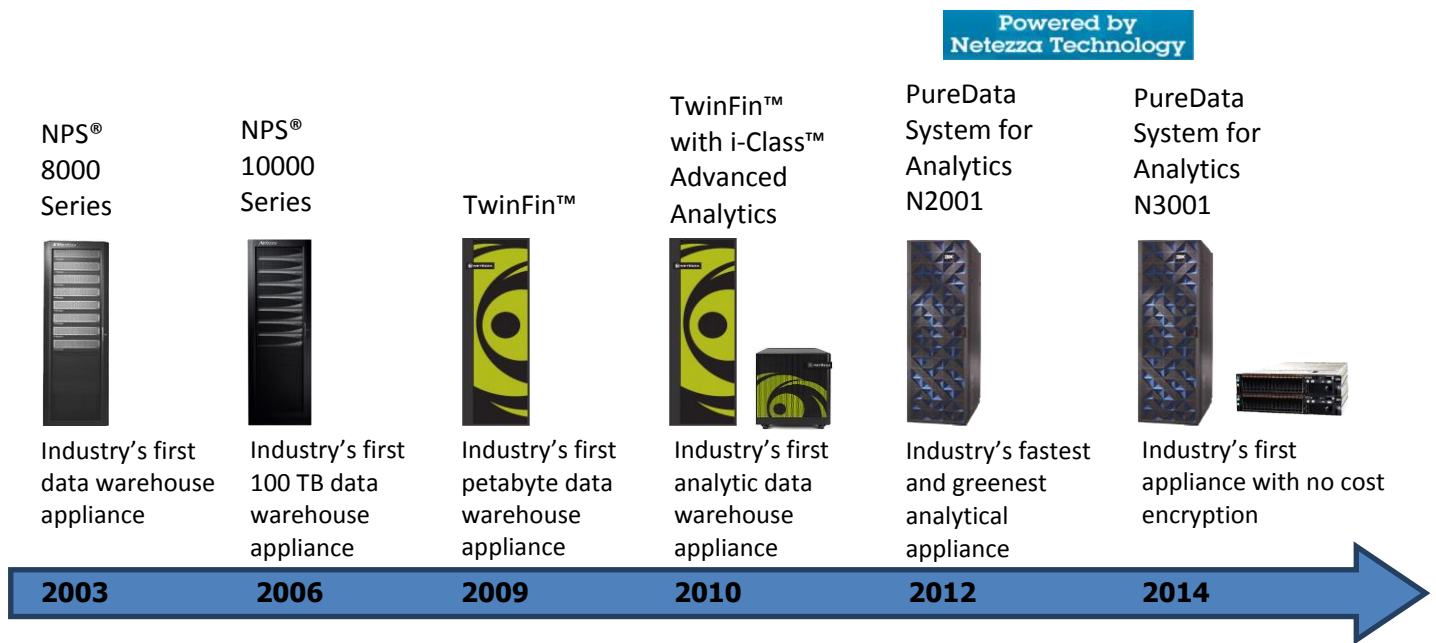 Powered by
Netezza Technology
NPS®
8000
Series
Industry’s first
data warehouse
appliance
2003
NPS®
10000
Series
Industry’s first
100 TB data
warehouse
appliance
2006
TwinFin™
Industry’s first
petabyte data
warehouse
appliance
2009
TwinFin™
with i-Class™
Advanced
Analytics
Industry’s first
analytic data
warehouse
appliance
2010
PureData
System for
Analytics
N2001
IBM
Industry’s fastest
and greenest
analytical
appliance
2012
PureData
System for
Analytics
N3001
IBM
Industry’s first
appliance with no cost
encryption
2014